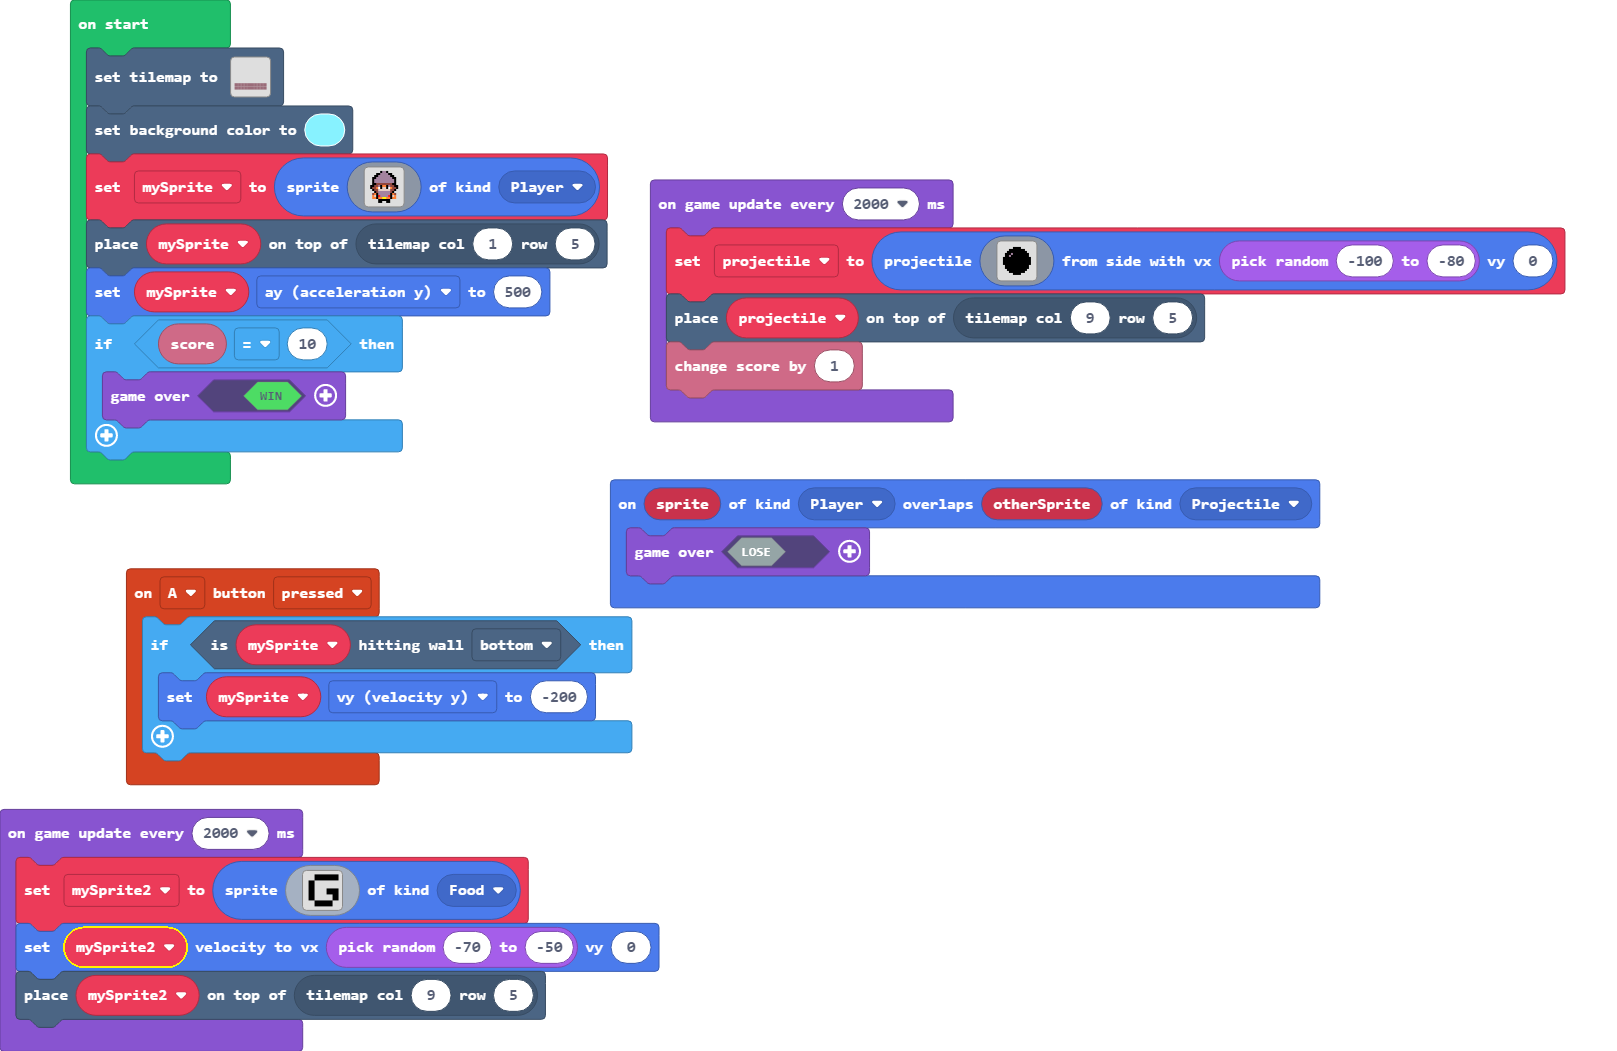 on start
set tilemap to
set background color to
set mySprite to sprite of kind Player
place mySprite on top of tilemap col 1 row 5
set mySprite ay (acceleration y) to 500
if score = 10 then
game over WIN
on game update every 2000 ms
set projectile to projectile from side with vx pick random -100 to -80 vy 0
place projectile on top of tilemap col 9 row 5
change score by 1
on sprite of kind Player overlaps otherSprite of kind Projectile
game over LOSE
on A button pressed
if is mySprite hitting wall bottom then
set mySprite vy (velocity y) to -200
on game update every 2000 ms
set mySprite2 to sprite G of kind Food
set mySprite2 velocity to vx pick random -70 to -50 vy 0
place mySprite2 on top of tilemap col 9 row 5